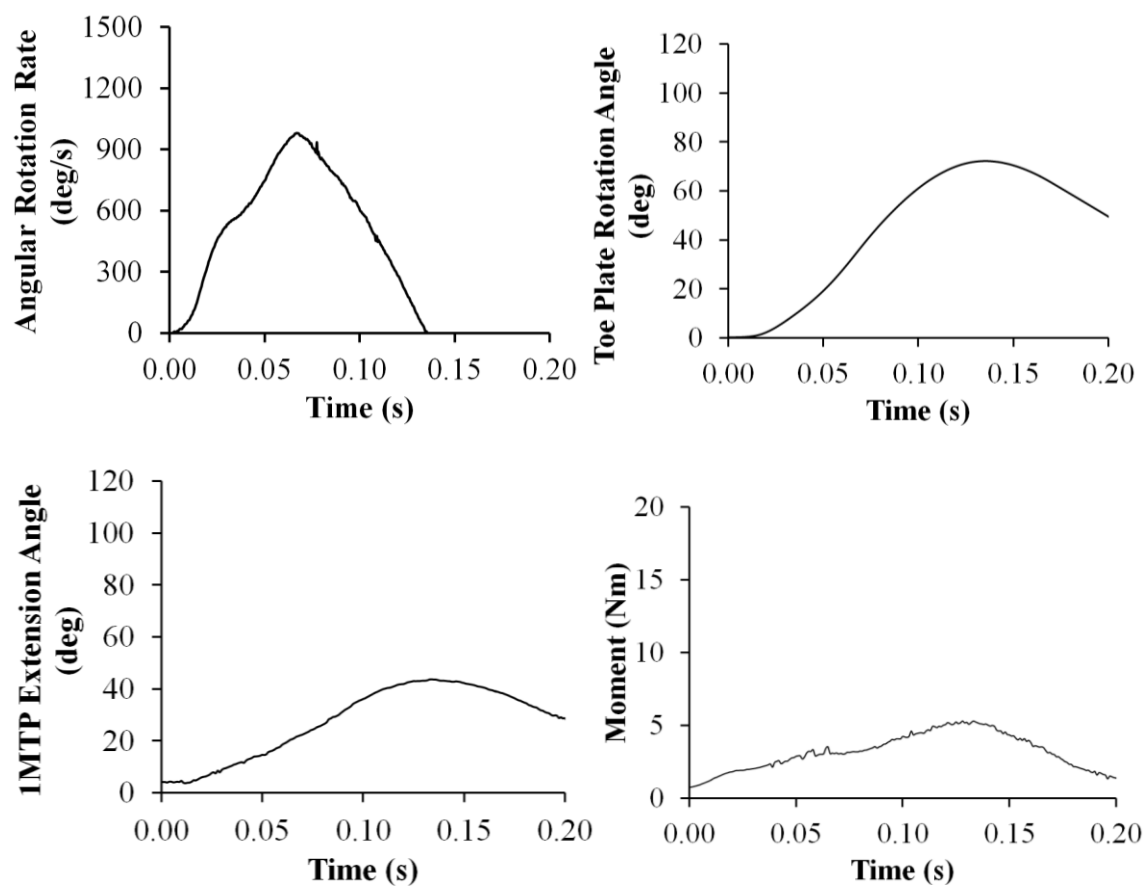 Angular Rotation Rate
(deg/s)
1500
1200
900
600
300
0
0.00 0.05 0.10 0.15 0.20
Time (s)
Toe Plate Rotation Angle
(deg)
120
100
80
60
40
20
0
0.00 0.05 0.10 0.15 0.20
Time (s)
1MTP Extension Angle
(deg)
120
100
80
60
40
20
0
0.00 0.05 0.10 0.15 0.20
Time (s)
Moment (Nm)
20
15
10
5
0
0.00 0.05 0.10 0.15 0.20
Time (s)